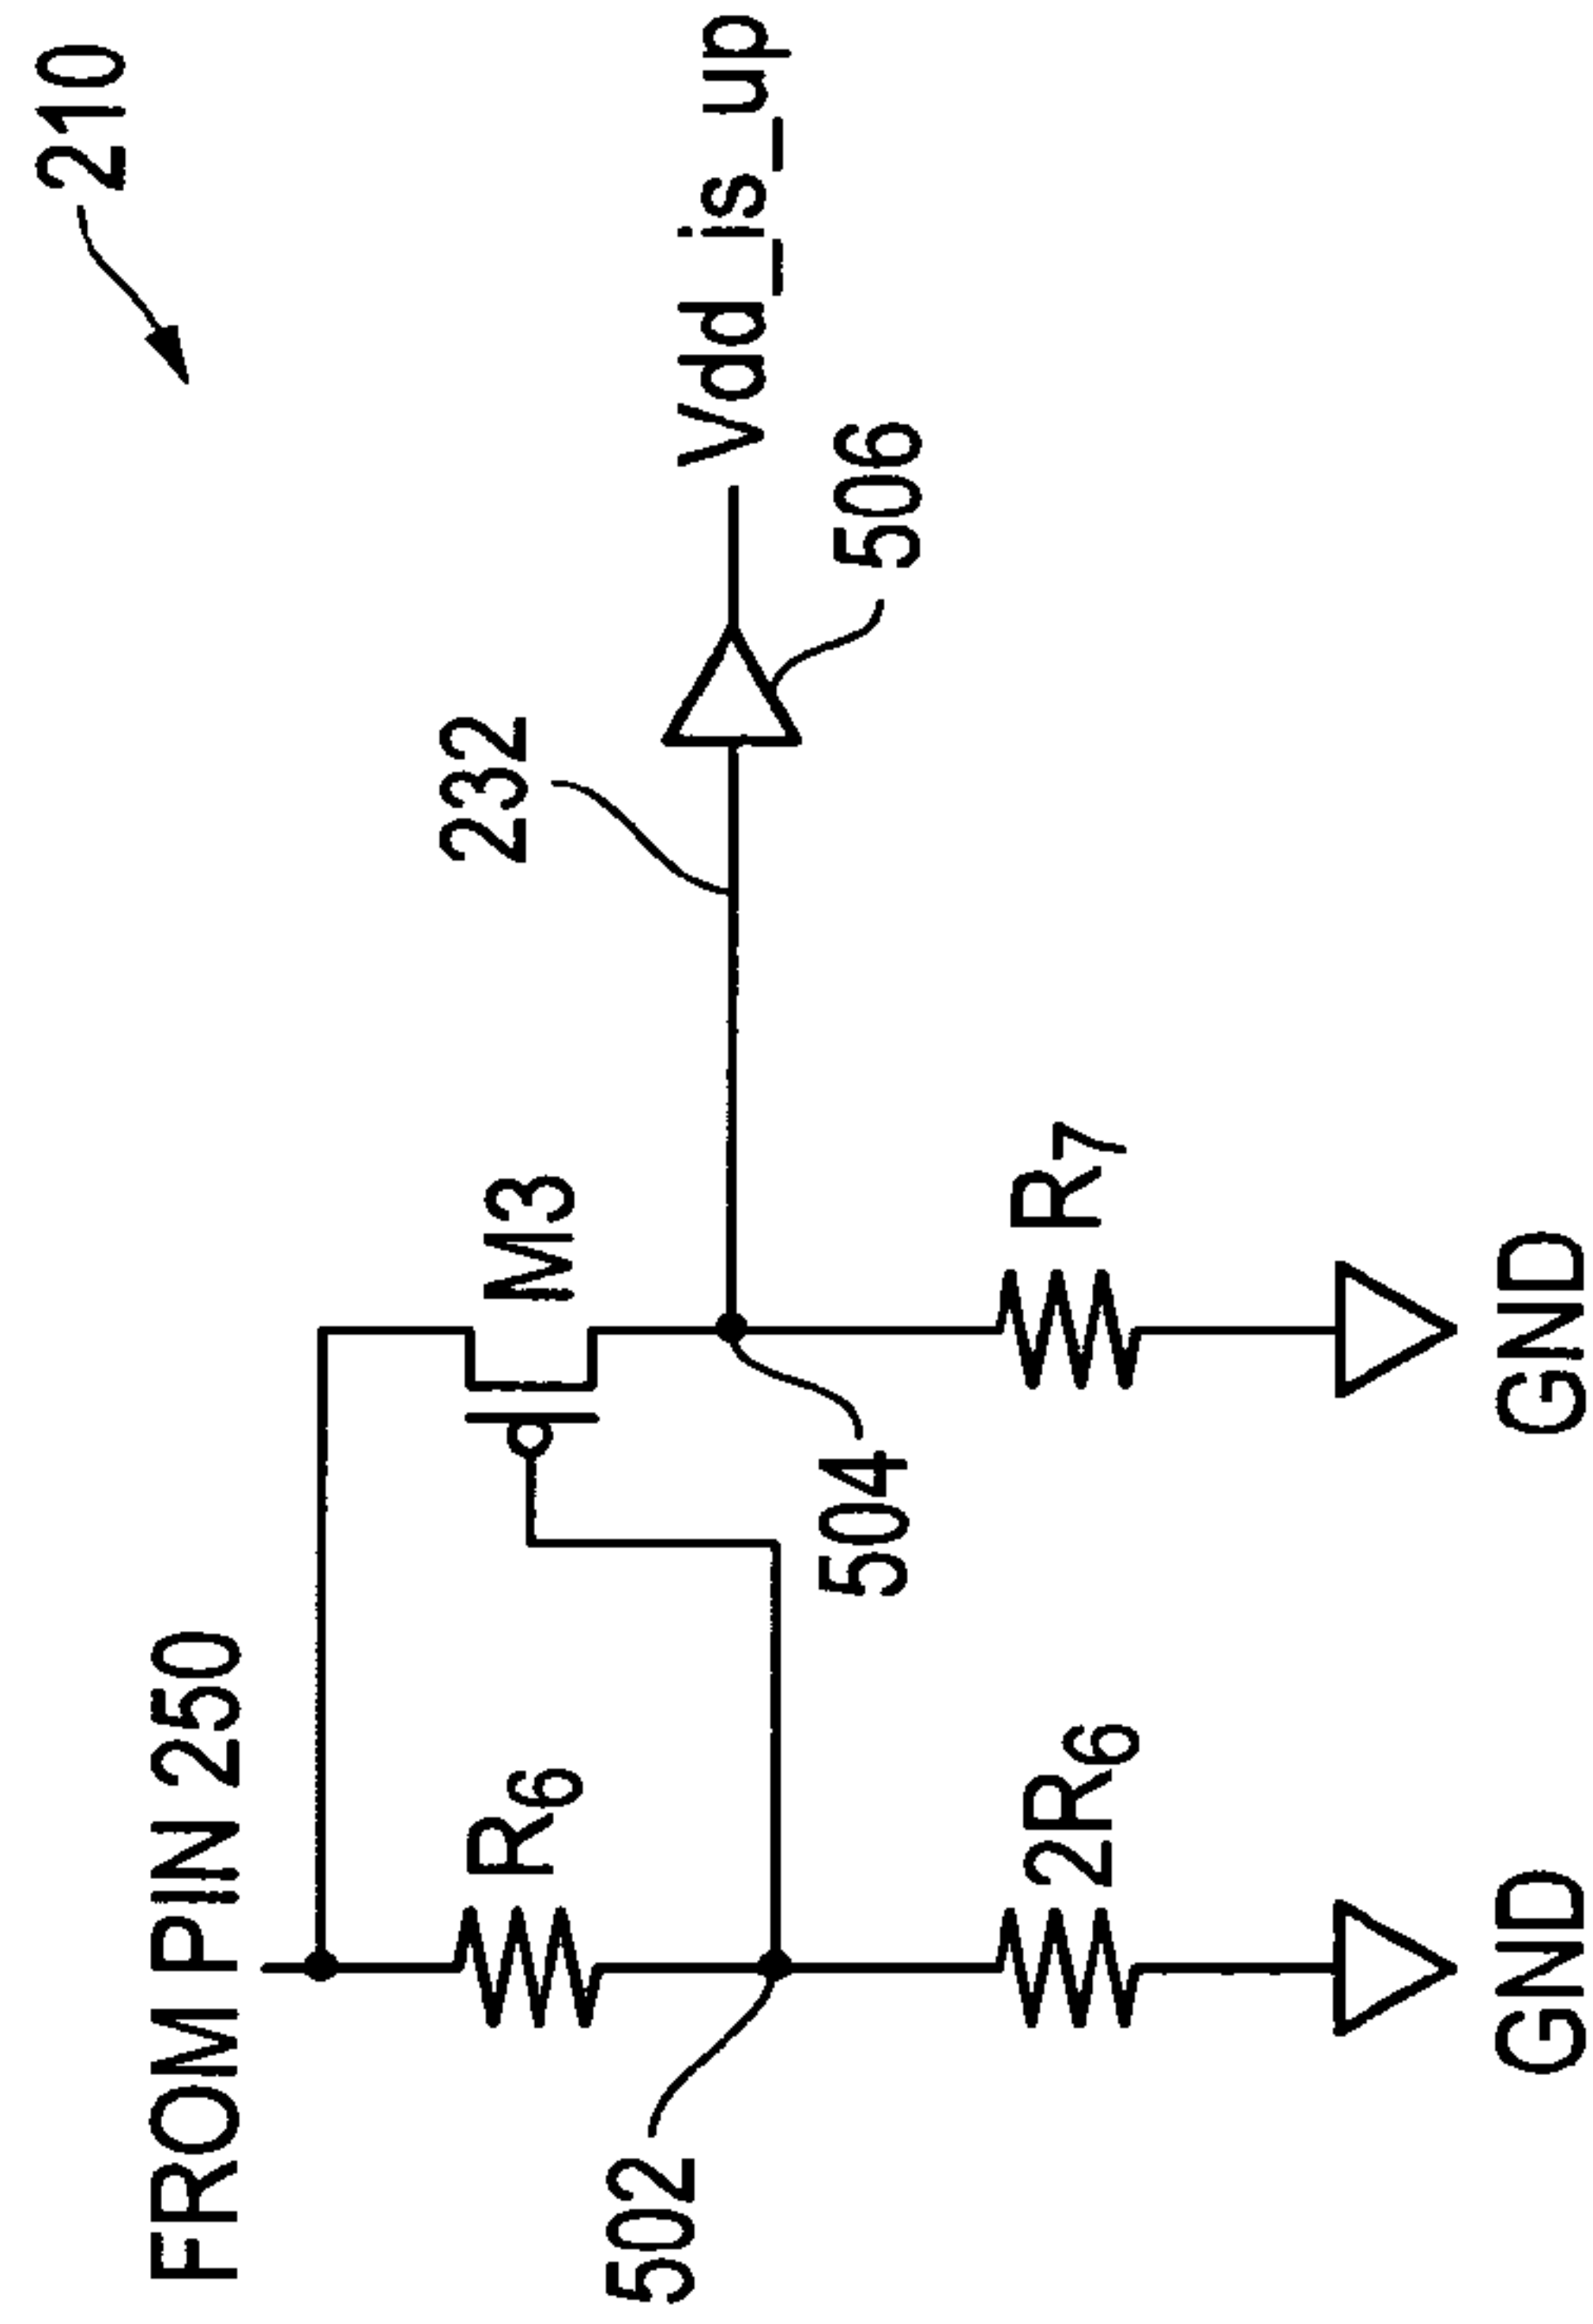 210
FROM PIN 250
M3
232
Vdd_is_up
R6
502
504
506
2R6
R7
GND
GND